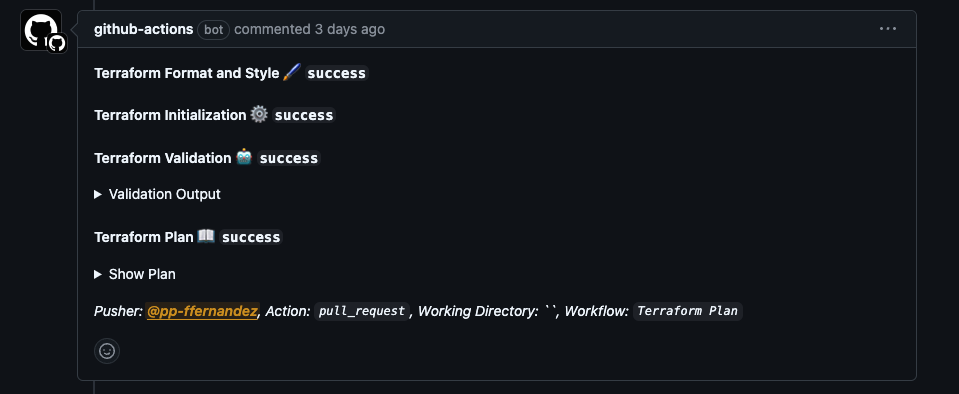 github-actions bot commented 3 days ago
Terraform Format and Style 🖌 success
Terraform Initialization ⚙️ success
Terraform Validation 🤖 success
Validation Output
Terraform Plan 📖 success
Show Plan
Pusher: @pp-ffernandez, Action: pull_request, Working Directory: ``, Workflow: Terraform Plan